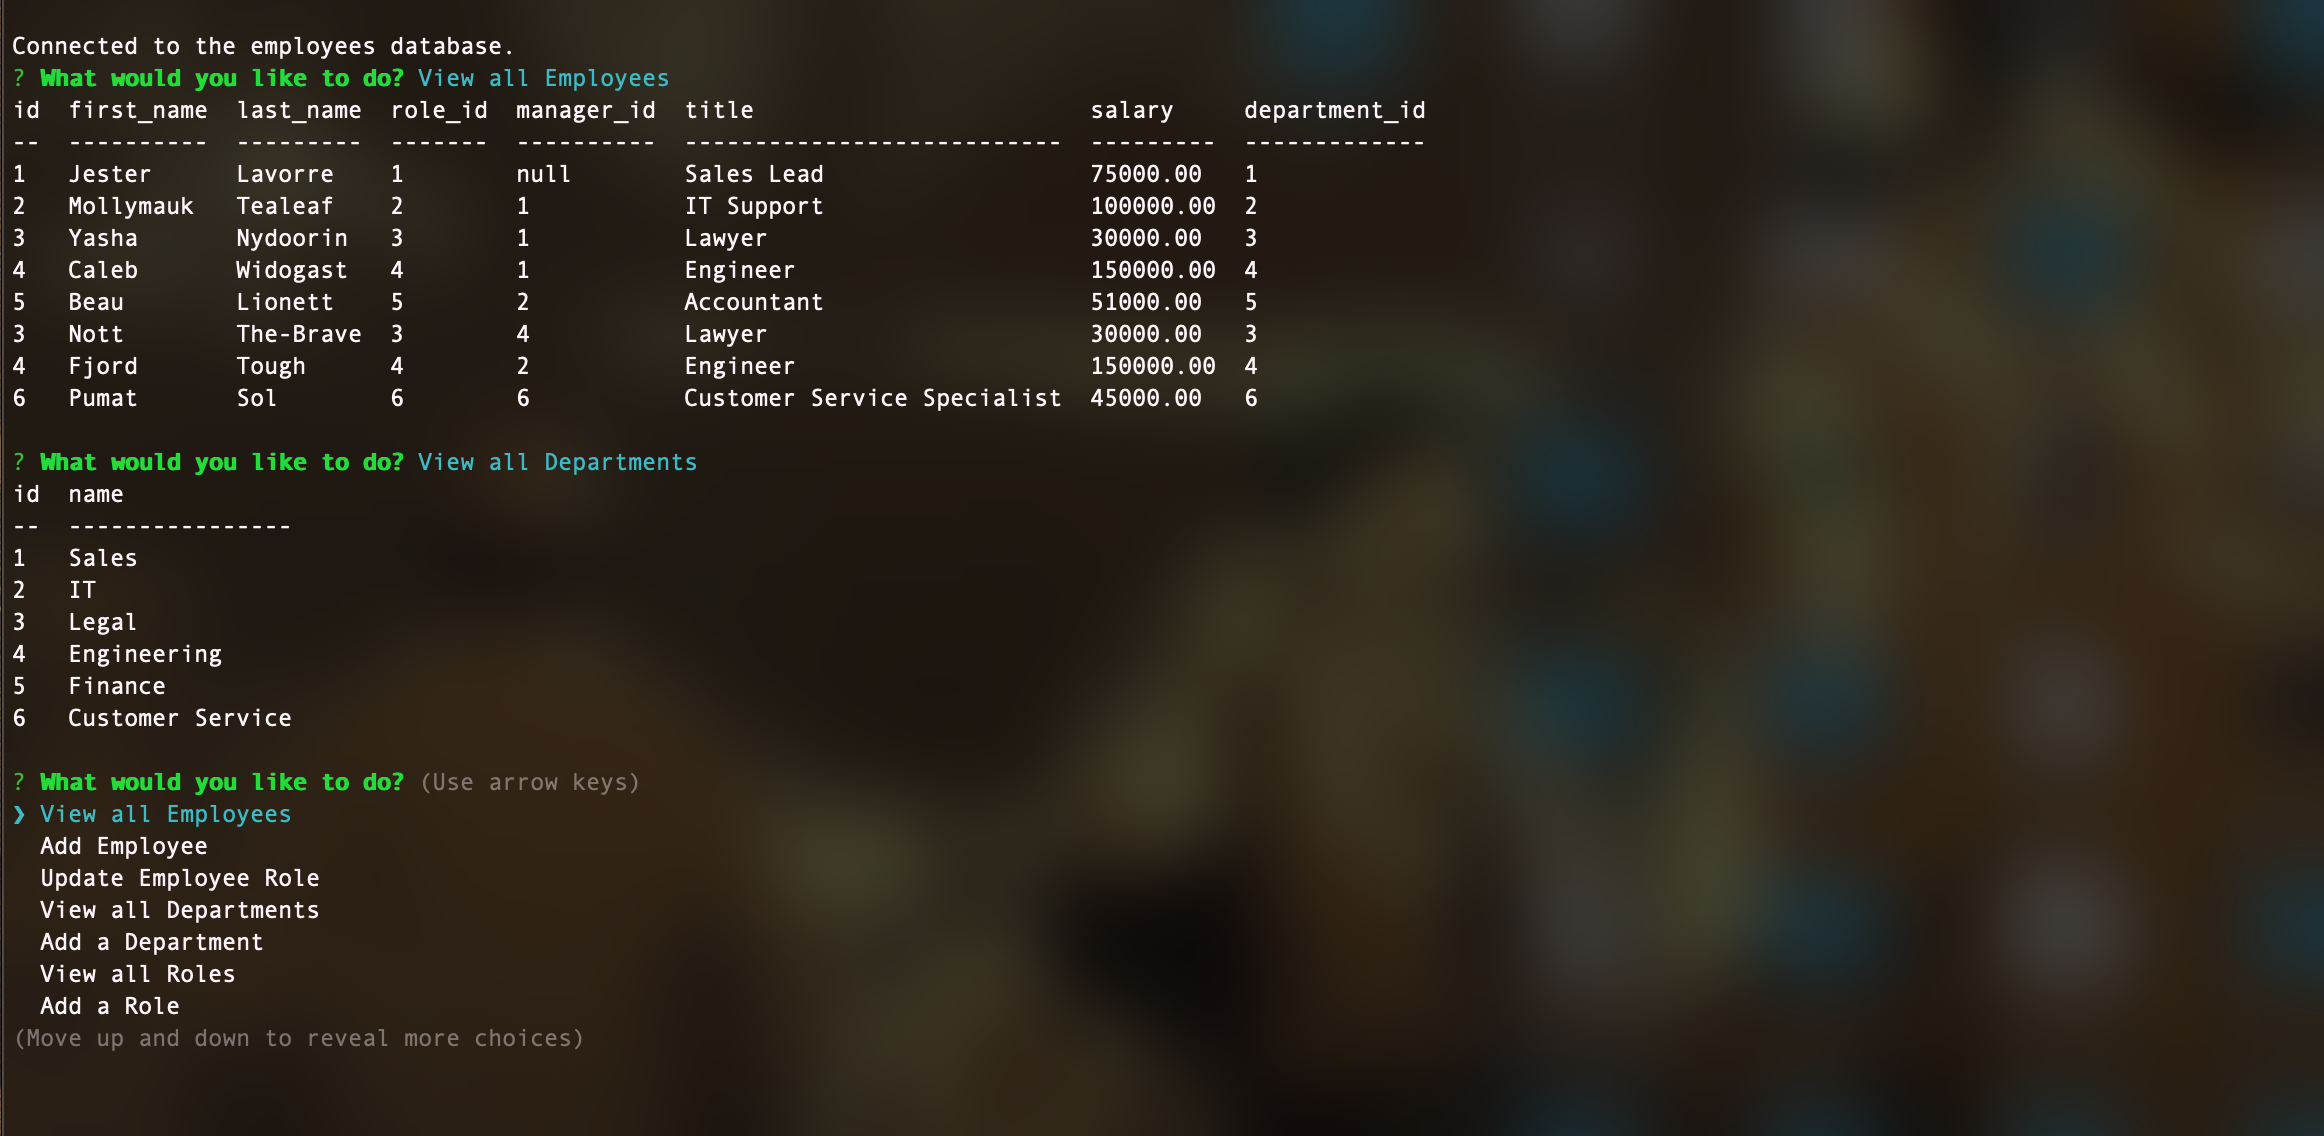 Connected to the employees database.
? What would you like to do? View all Employees
id  first_name  last_name  role_id  manager_id  title                        salary     department_id
--  ----------  ---------  -------  ----------  ---------------------------  ---------  -------------
1   Jester      Lavorre    1        null        Sales Lead                   75000.00   1
2   Mollymauk   Tealeaf    2        1           IT Support                   100000.00  2
3   Yasha       Nydoorin   3        1           Lawyer                       30000.00   3
4   Caleb       Widogast   4        1           Engineer                     150000.00  4
5   Beau        Lionett    5        2           Accountant                   51000.00   5
3   Nott        The-Brave  3        4           Lawyer                       30000.00   3
4   Fjord       Tough      4        2           Engineer                     150000.00  4
6   Pumat       Sol        6        6           Customer Service Specialist  45000.00   6
? What would you like to do? View all Departments
id  name
--  ----------------
1   Sales
2   IT
3   Legal
4   Engineering
5   Finance
6   Customer Service
? What would you like to do? (Use arrow keys)
❯ View all Employees
  Add Employee
  Update Employee Role
  View all Departments
  Add a Department
  View all Roles
  Add a Role
(Move up and down to reveal more choices)